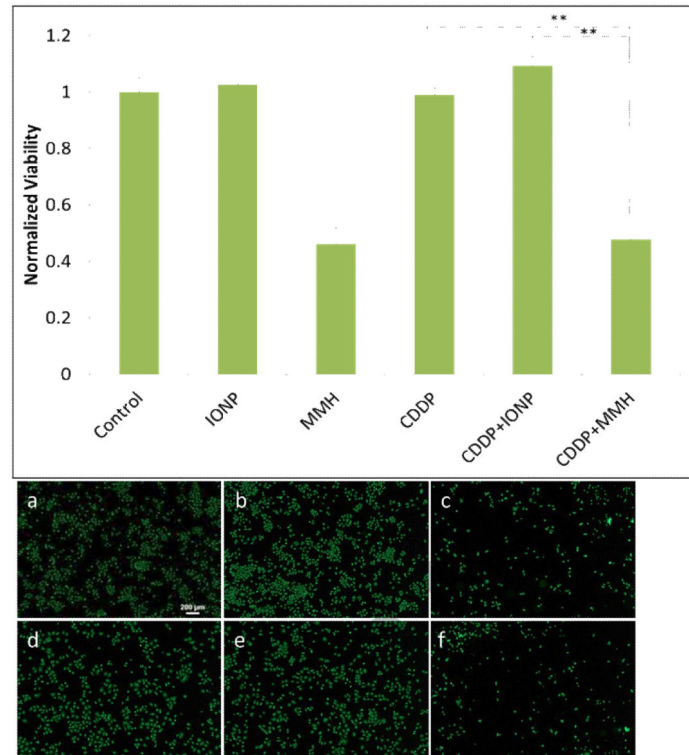 **
**
1.2
1
0.8
0.6
0.4
0.2
0
Normalized Viability
Control
IONP
MMH
CDDP
CDDP+IONP
CDDP+MMH
a
b
c
200 µm
d
e
f